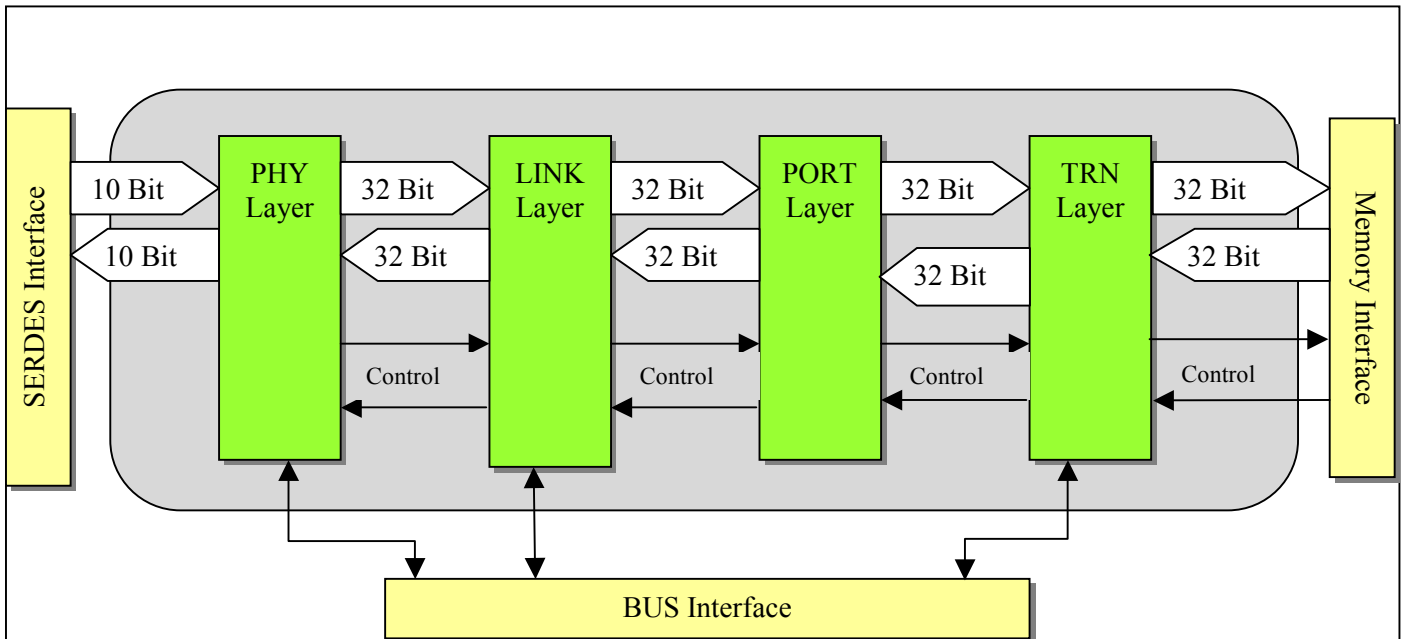 SERDES Interface
10 Bit
10 Bit
PHY
Layer
32 Bit
32 Bit
Control
LINK
Layer
32 Bit
32 Bit
Control
PORT
Layer
32 Bit
32 Bit
Control
TRN
Layer
32 Bit
32 Bit
Control
Memory Interface
BUS Interface